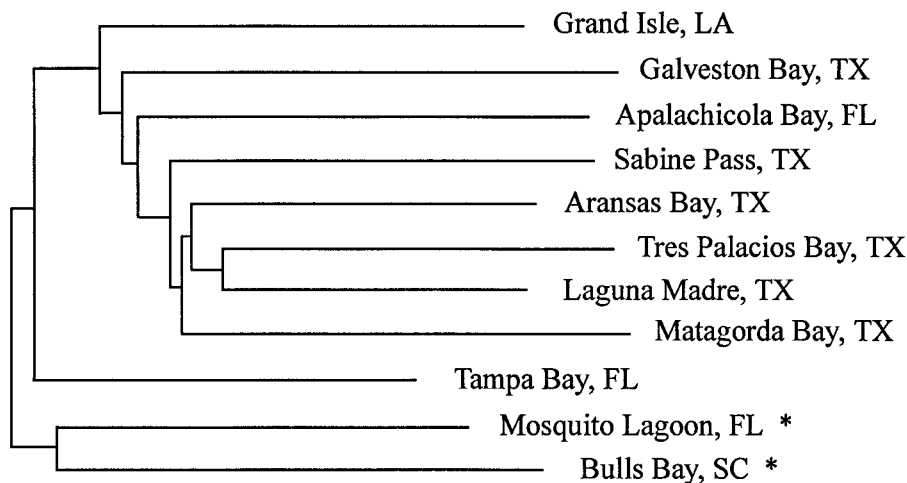 Grand Isle, LA
Galveston Bay, TX
Apalachicola Bay, FL
Sabine Pass, TX
Aransas Bay, TX
Tres Palacios Bay, TX
Laguna Madre, TX
Matagorda Bay, TX
Tampa Bay, FL
Mosquito Lagoon, FL *
Bulls Bay, SC *